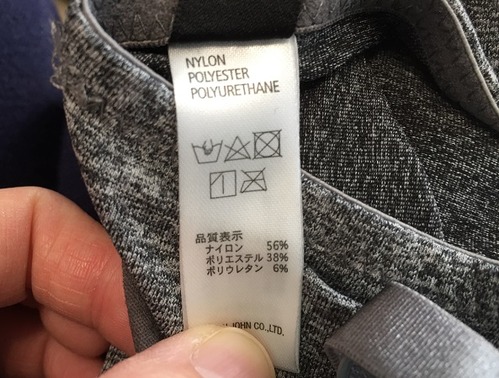 NYLON
POLYESTER
POLYURETHANE
品質表示
ナイロン 56%
ポリエステル 38%
ポリウレタン 6%
JOHN CO.,LTD.